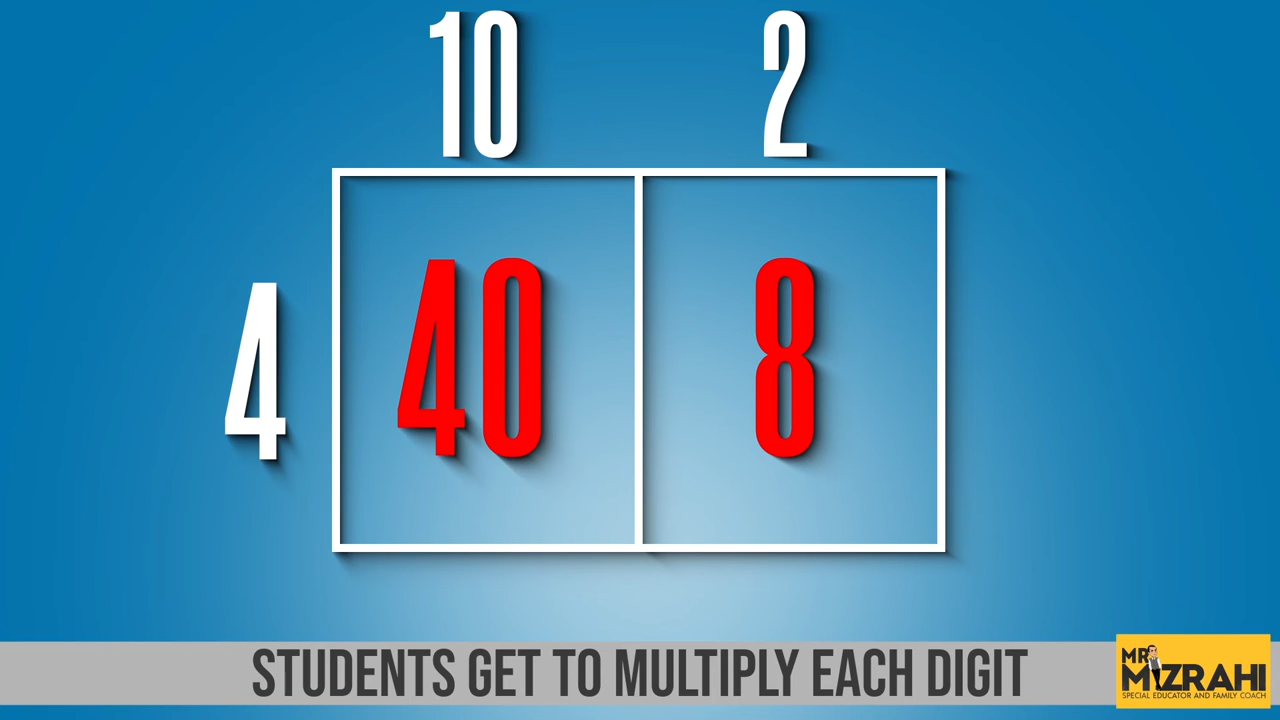 10 2
4 40 8
STUDENTS GET TO MULTIPLY EACH DIGIT
MR
MIZRAHI
SPECIAL EDUCATOR AND FAMILY COACH